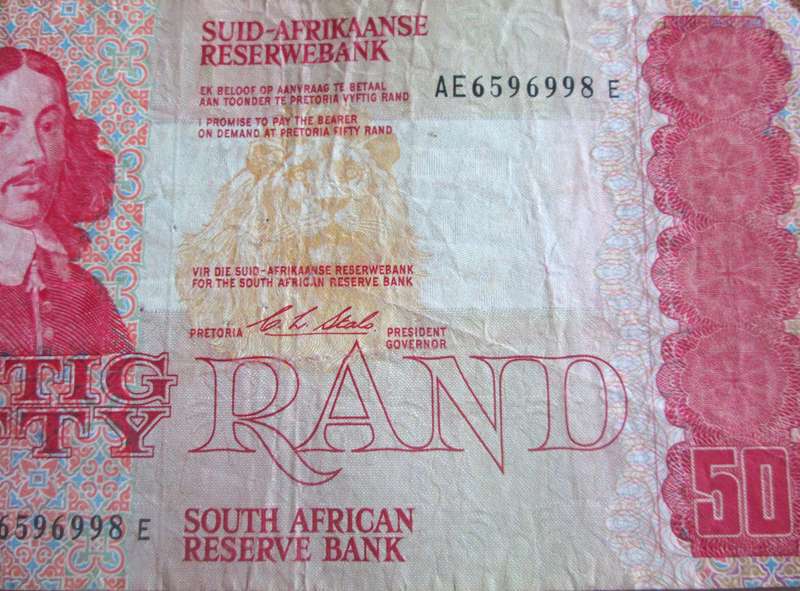 SUID-AFRIKAANSE
RESERWEBANK
EK BELOOF OP AANVRAAG TE BETAAL
AAN TOONDER TE PRETORIA VYFTIG RAND
AE6596998 E
I PROMISE TO PAY THE BEARER
ON DEMAND AT PRETORIA FIFTY RAND
VIR DIE SUID-AFRIKAANSE RESERWEBANK
FOR THE SOUTH AFRICAN RESERVE BANK
PRETORIA C. L. Stals PRESIDENT
GOVERNOR
TIG
TY RAND
50
6596998 E
SOUTH AFRICAN
RESERVE BANK